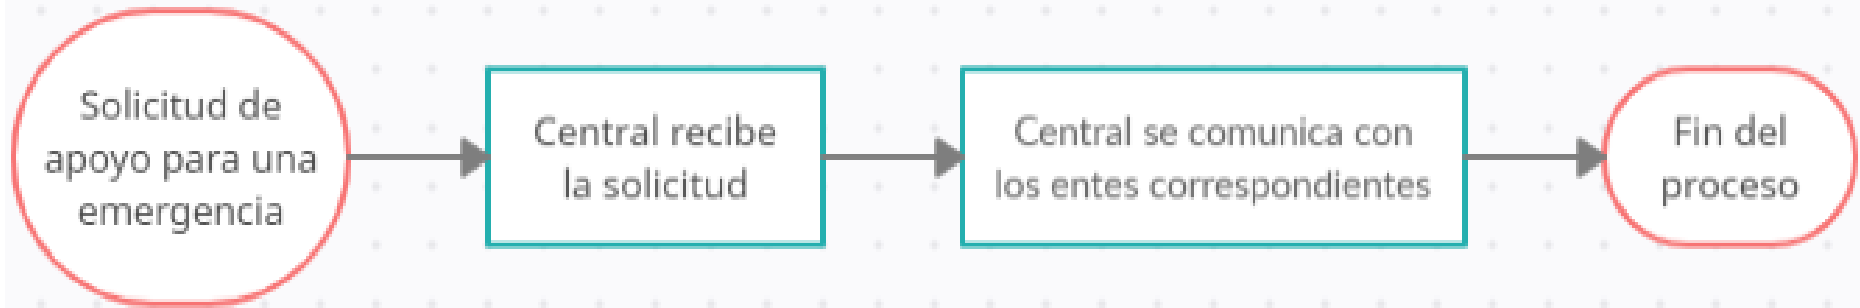 Solicitud de
apoyo para una
emergencia
Central recibe
la solicitud
Central se comunica con
los entes correspondientes
Fin del
proceso